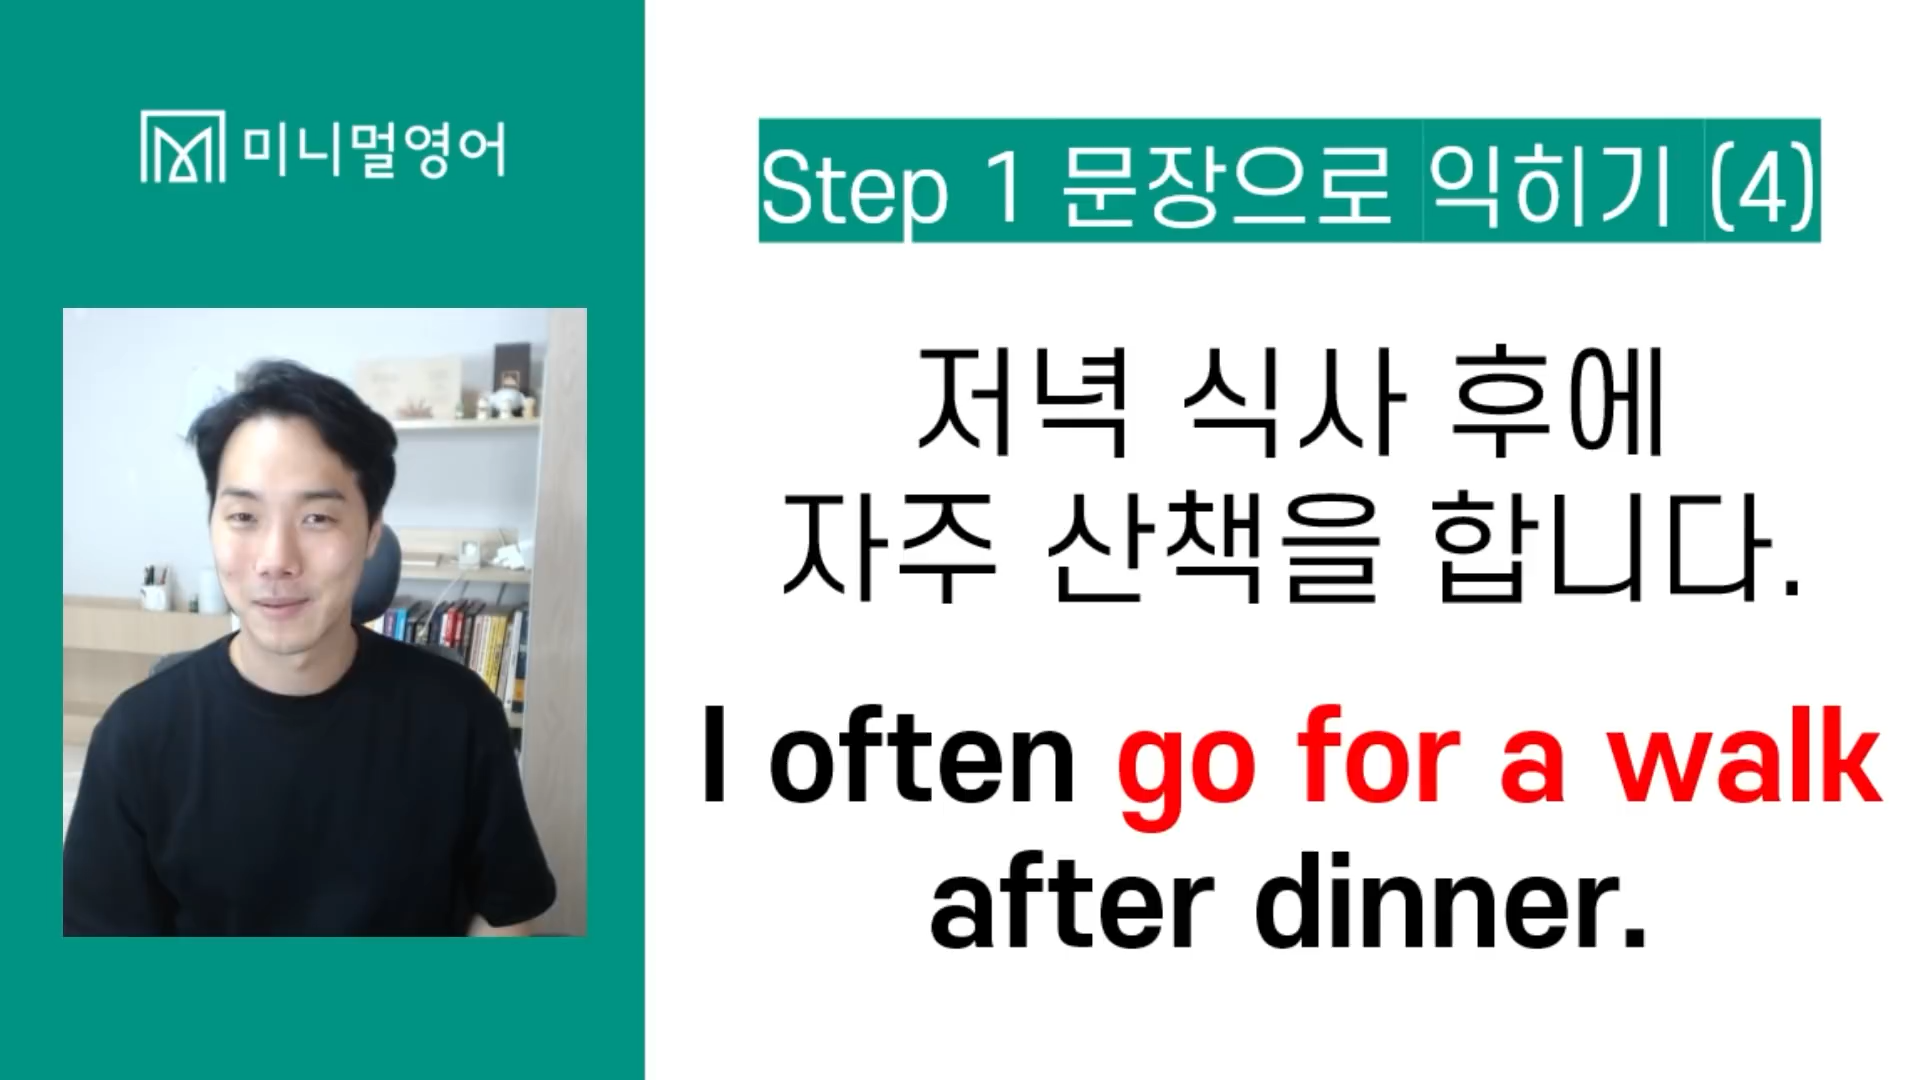 미니멀영어
Step 1 문장으로 익히기 (4)
저녁 식사 후에
자주 산책을 합니다.
I often go for a walk
after dinner.